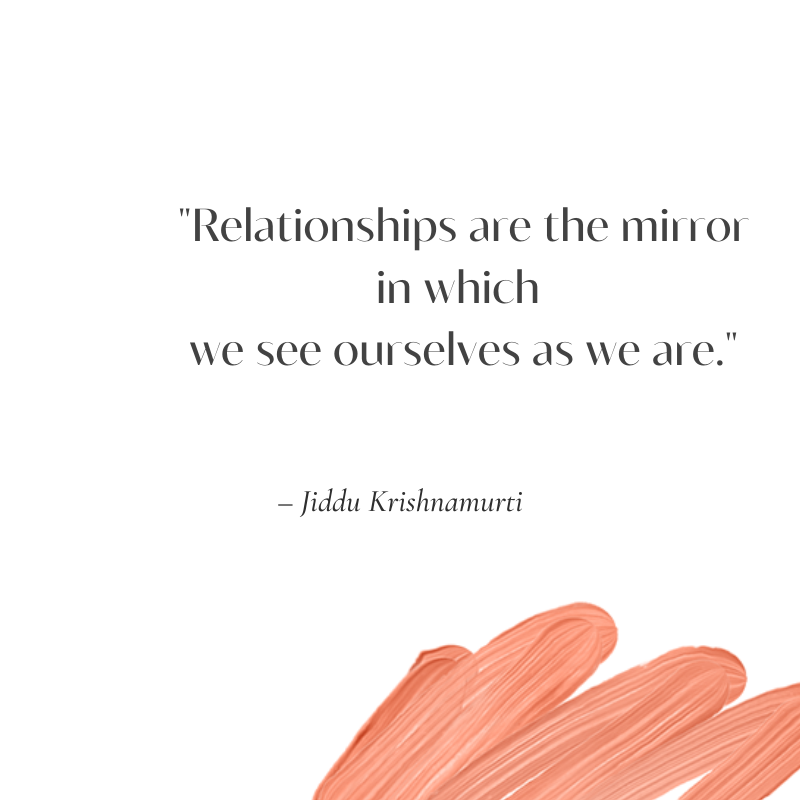 "Relationships are the mirror
in which
we see ourselves as we are."
– Jiddu Krishnamurti